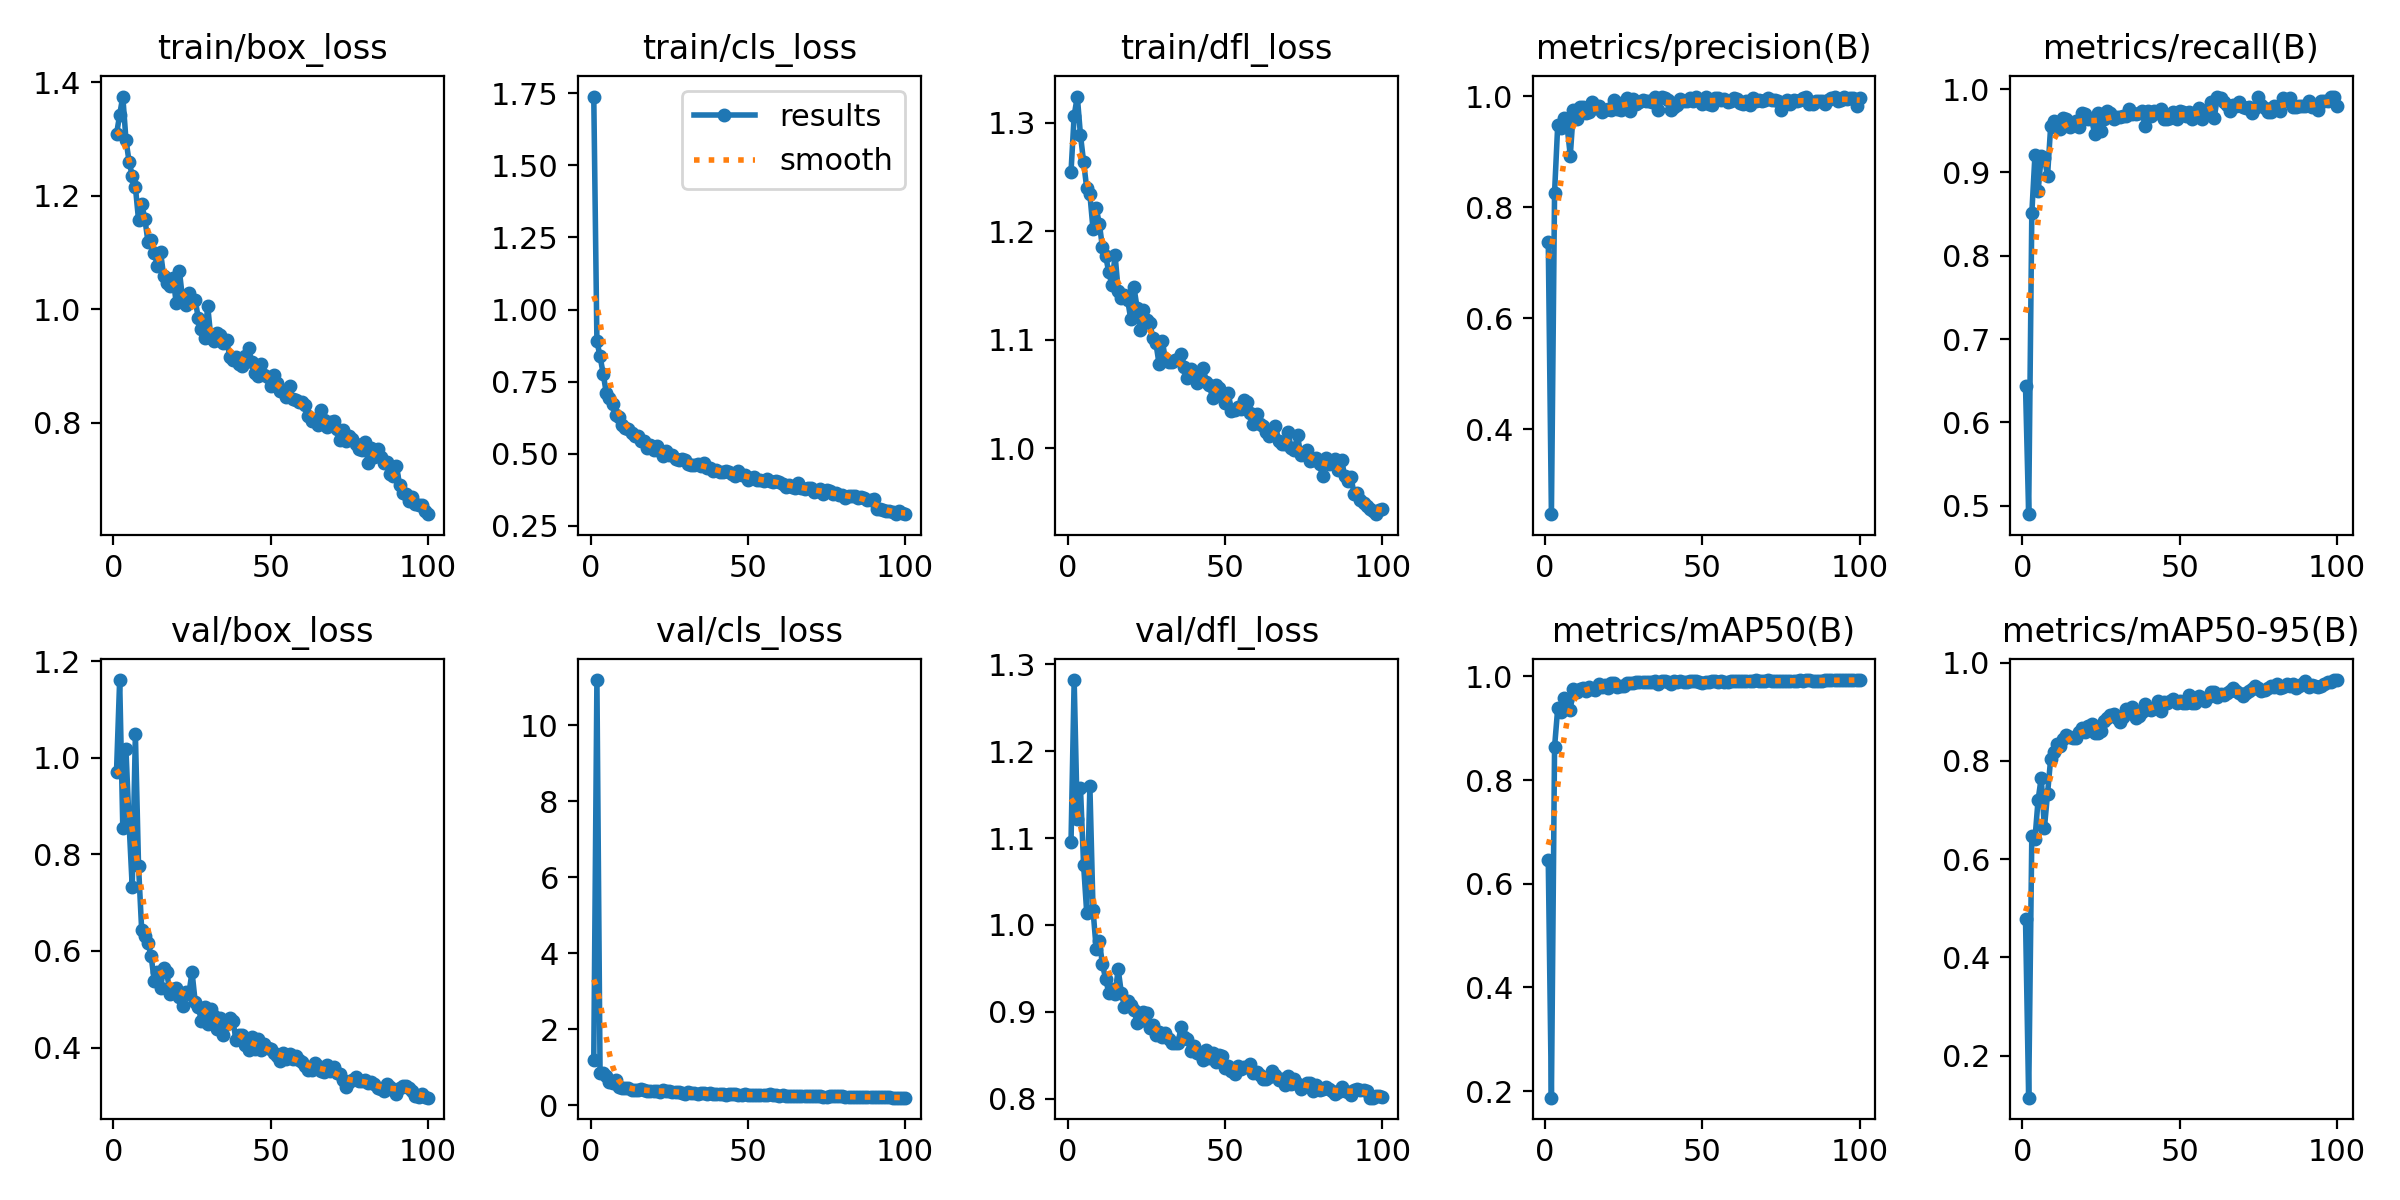 train/box_loss
train/cls_loss
train/dfl_loss
metrics/precision(B)
metrics/recall(B)
1.4
1.2
1.0
0.8
0 50 100
1.75
1.50
1.25
1.00
0.75
0.50
0.25
0 50 100
results
smooth
1.3
1.2
1.1
1.0
0 50 100
1.0
0.8
0.6
0.4
0 50 100
1.0
0.9
0.8
0.7
0.6
0.5
0 50 100
val/box_loss
val/cls_loss
val/dfl_loss
metrics/mAP50(B)
metrics/mAP50-95(B)
1.2
1.0
0.8
0.6
0.4
0 50 100
10
8
6
4
2
0
0 50 100
1.3
1.2
1.1
1.0
0.9
0.8
0 50 100
1.0
0.8
0.6
0.4
0.2
0 50 100
1.0
0.8
0.6
0.4
0.2
0 50 100